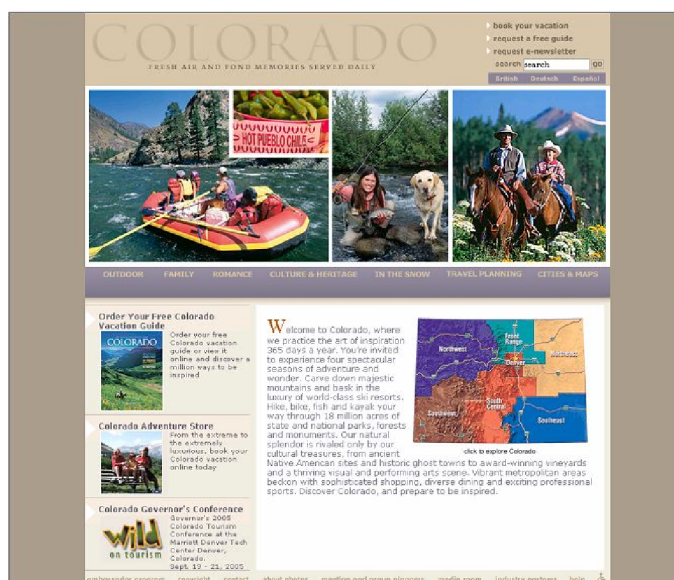 COLORADO
FRESH AIR AND FOND MEMORIES SERVED DAILY
book your vacation
request a free guide
request e-newsletter
search search go
British Deutsch Español
HOT PUEBLO CHILE
OUTDOOR FAMILY ROMANCE CULTURE & HERITAGE IN THE SNOW TRAVEL PLANNING CITIES & MAPS
Order Your Free Colorado
Vacation Guide
COLORADO
Order your free
Colorado vacation
guide or view it
online and discover a
million ways to be
inspired
Colorado Adventure Store
From the extreme to
the extremely
luxurious, book your
Colorado vacation
online today
Colorado Governor's Conference
wild
on tourism
Governor's 2005
Colorado Tourism
Conference at the
Marriott Denver Tech
Center Denver,
Colorado.
Sept. 19 - 21, 2005
Welcome to Colorado, where
we practice the art of inspiration
365 days a year. You're invited
to experience four spectacular
seasons of adventure and
wonder. Carve down majestic
mountains and bask in the
luxury of world-class ski resorts.
Hike, bike, fish and kayak your
way through 18 million acres of
state and national parks, forests
and monuments. Our natural
splendor is rivaled only by our
cultural treasures, from ancient
Native American sites and historic ghost towns to award-winning vineyards
and a thriving visual and performing arts scene. Vibrant metropolitan areas
beckon with sophisticated shopping, diverse dining and exciting professional
sports. Discover Colorado, and prepare to be inspired.
Northwest
Front
Range
Northeast
Denver
South
Central
Southwest
Southeast
click to explore Colorado